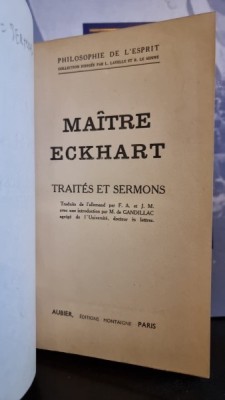 PHILOSOPHIE DE L'ESPRIT
COLLECTION DIRIGÉE PAR L. LAVELLE ET R. LE SENNE
MAÎTRE
ECKHART
TRAITÉS ET SERMONS
Traduits de l'allemand par F. A. et J. M.
avec une introduction par M. de GANDILLAC
agrégé de l'Université, docteur ès lettres.
AUBIER, ÉDITIONS MONTAIGNE PARIS